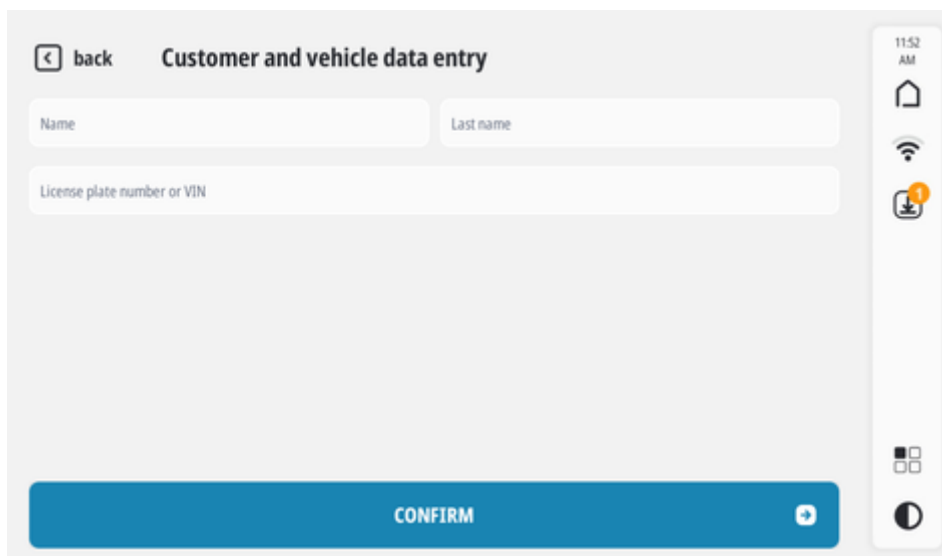 back
Customer and vehicle data entry
Name
Last name
License plate number or VIN
CONFIRM
11:52
AM
1